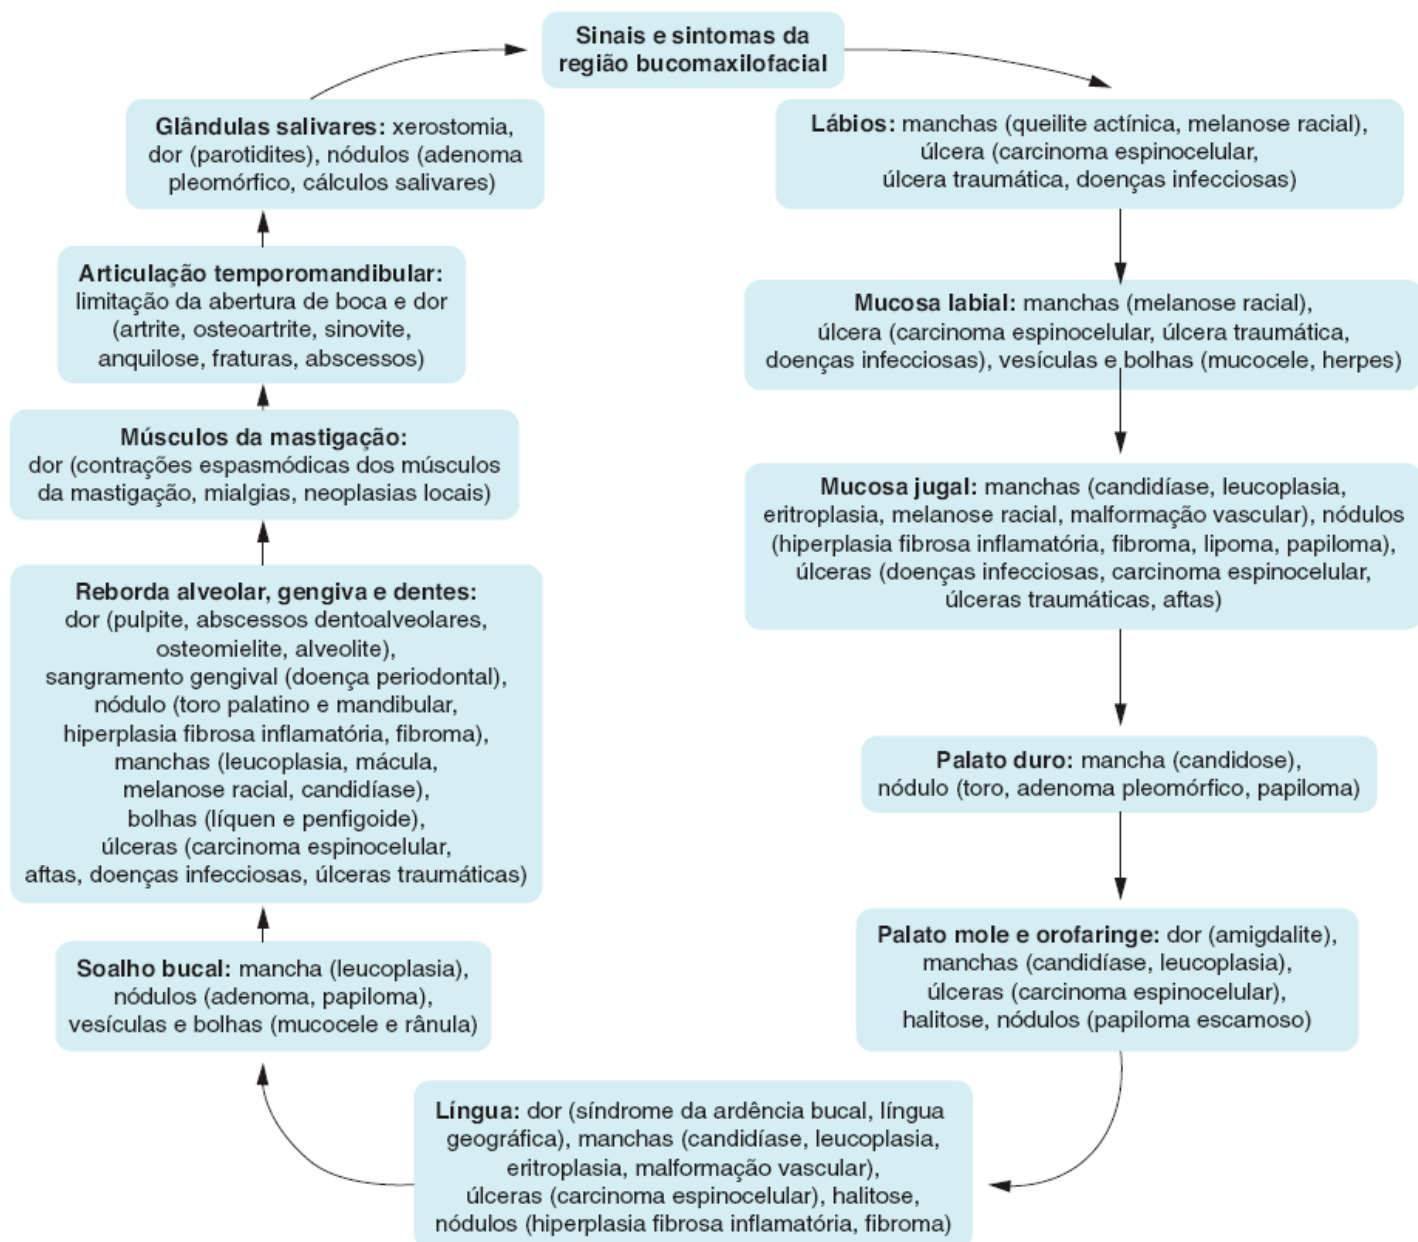 Sinais e sintomas da
região bucomaxilofacial
Lábios: manchas (queilite actínica, melanose racial),
úlcera (carcinoma espinocelular,
úlcera traumática, doenças infecciosas)
Mucosa labial: manchas (melanose racial),
úlcera (carcinoma espinocelular, úlcera traumática,
doenças infecciosas), vesículas e bolhas (mucocele, herpes)
Mucosa jugal: manchas (candidíase, leucoplasia,
eritroplasia, melanose racial, malformação vascular), nódulos
(hiperplasia fibrosa inflamatória, fibroma, lipoma, papiloma),
úlceras (doenças infecciosas, carcinoma espinocelular,
úlceras traumáticas, aftas)
Palato duro: mancha (candidose),
nódulo (toro, adenoma pleomórfico, papiloma)
Palato mole e orofaringe: dor (amigdalite),
manchas (candidíase, leucoplasia),
úlceras (carcinoma espinocelular),
halitose, nódulos (papiloma escamoso)
Língua: dor (síndrome da ardência bucal, língua
geográfica), manchas (candidíase, leucoplasia,
eritroplasia, malformação vascular),
úlceras (carcinoma espinocelular), halitose,
nódulos (hiperplasia fibrosa inflamatória, fibroma)
Soalho bucal: mancha (leucoplasia),
nódulos (adenoma, papiloma),
vesículas e bolhas (mucocele e rânula)
Reborda alveolar, gengiva e dentes:
dor (pulpite, abscessos dentoalveolares,
osteomielite, alveolite),
sangramento gengival (doença periodontal),
nódulo (toro palatino e mandibular,
hiperplasia fibrosa inflamatória, fibroma),
manchas (leucoplasia, mácula,
melanose racial, candidíase),
bolhas (líquen e penfigoide),
úlceras (carcinoma espinocelular,
aftas, doenças infecciosas, úlceras traumáticas)
Músculos da mastigação:
dor (contrações espasmódicas dos músculos
da mastigação, mialgias, neoplasias locais)
Articulação temporomandibular:
limitação da abertura de boca e dor
(artrite, osteoartrite, sinovite,
anquilose, fraturas, abscessos)
Glândulas salivares: xerostomia,
dor (parotidites), nódulos (adenoma
pleomórfico, cálculos salivares)